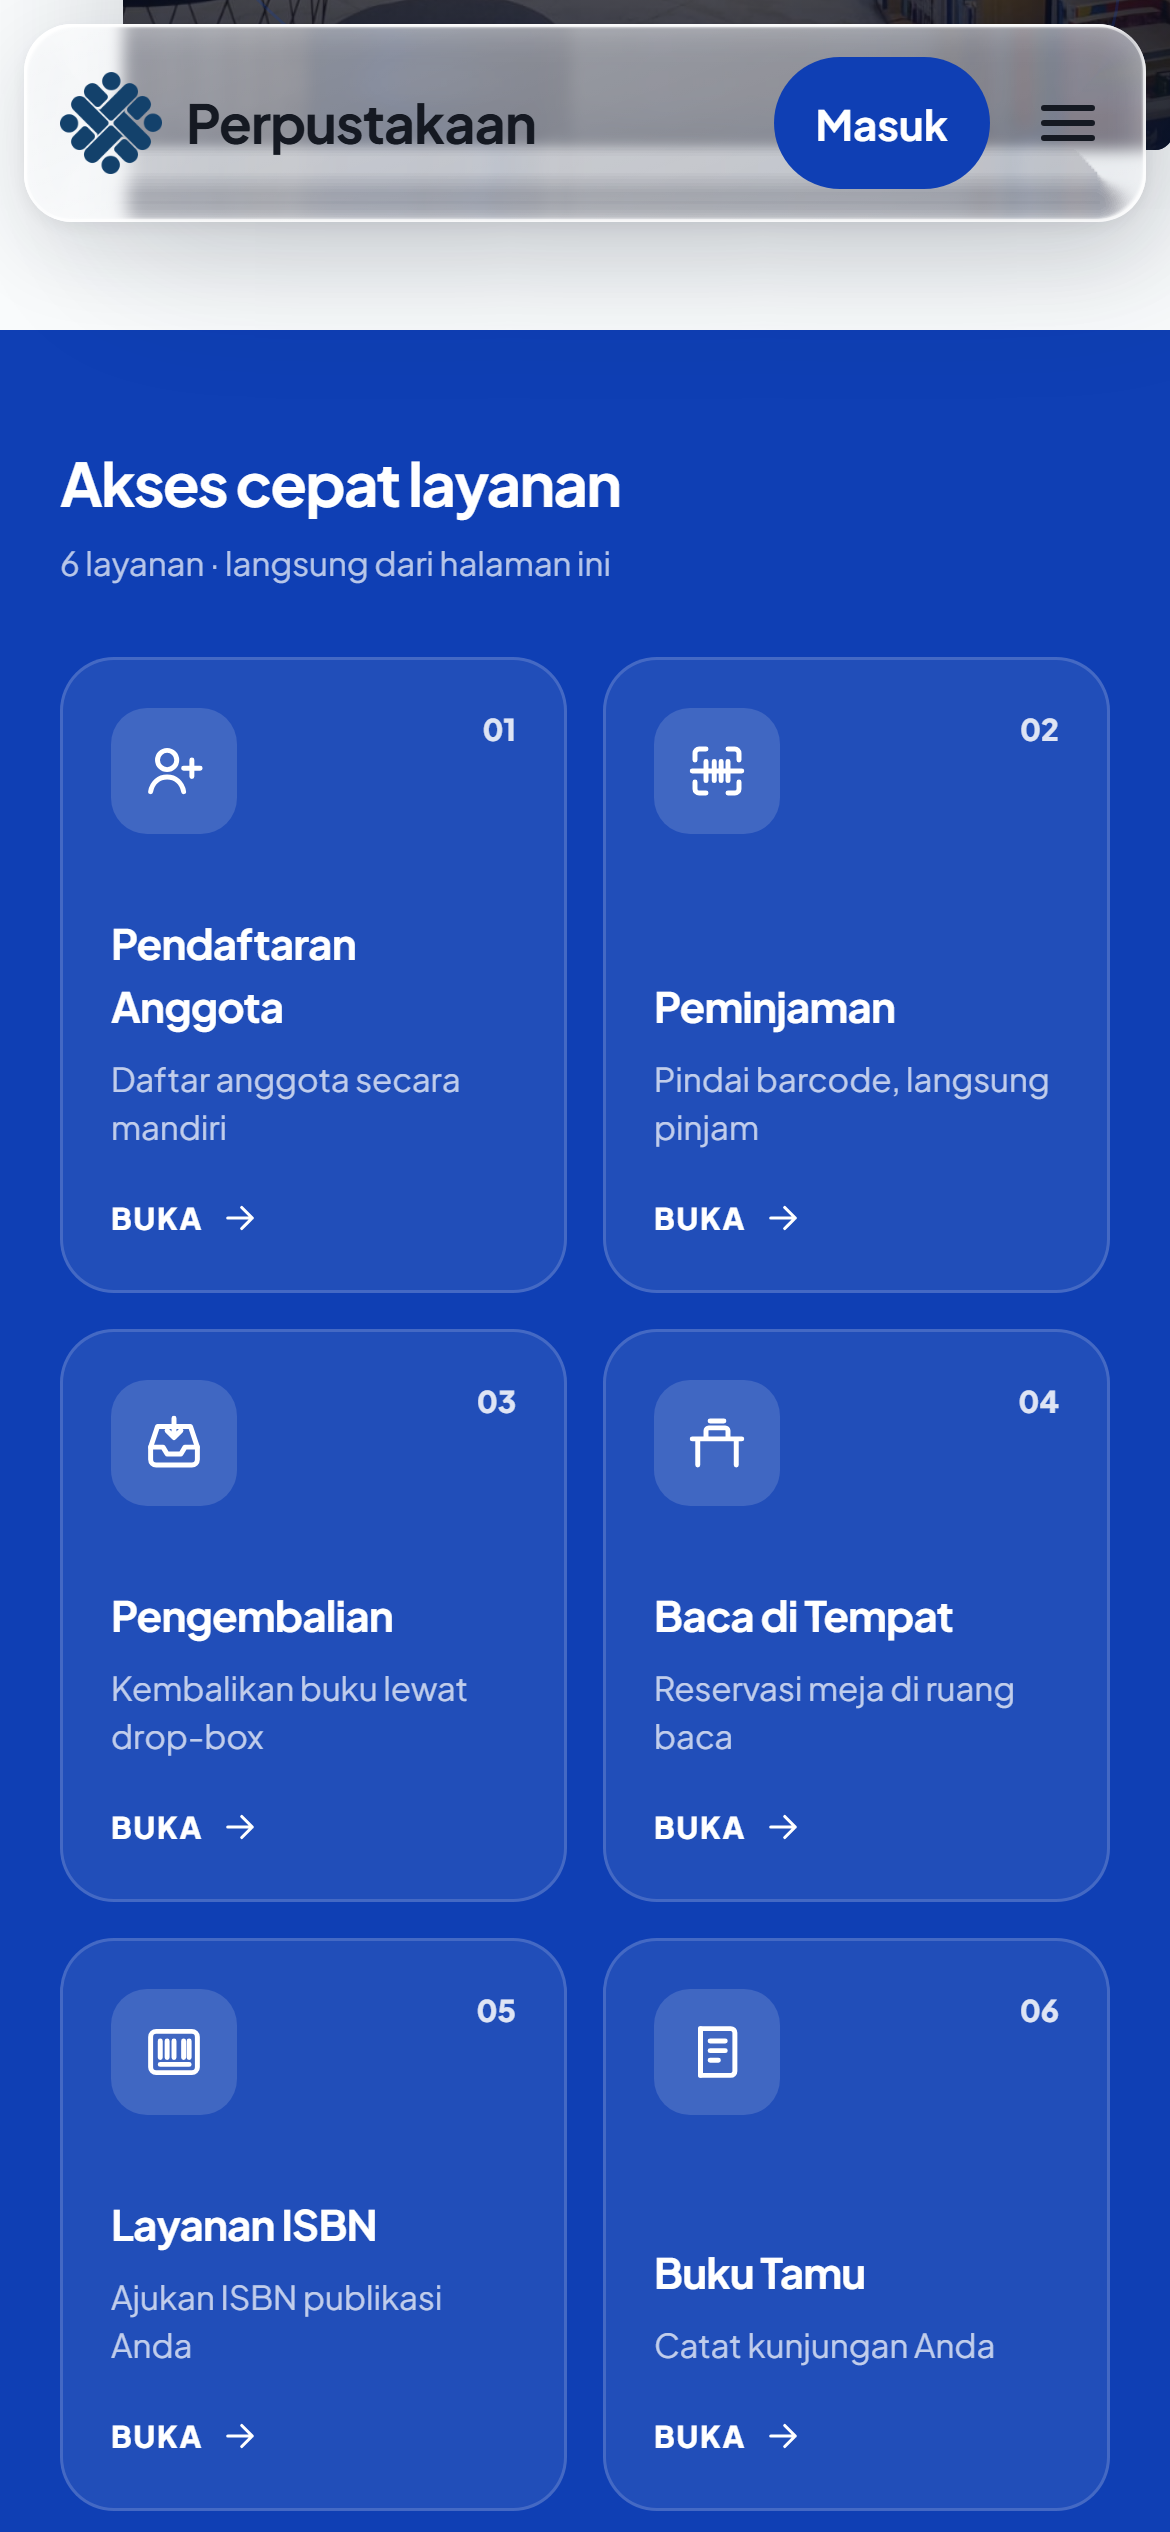 Perpustakaan
Masuk
Akses cepat layanan
6 layanan · langsung dari halaman ini
01
Pendaftaran
Anggota
Daftar anggota secara
mandiri
BUKA →
02
Peminjaman
Pindai barcode, langsung
pinjam
BUKA →
03
Pengembalian
Kembalikan buku lewat
drop-box
BUKA →
04
Baca di Tempat
Reservasi meja di ruang
baca
BUKA →
05
Layanan ISBN
Ajukan ISBN publikasi
Anda
BUKA →
06
Buku Tamu
Catat kunjungan Anda
BUKA →